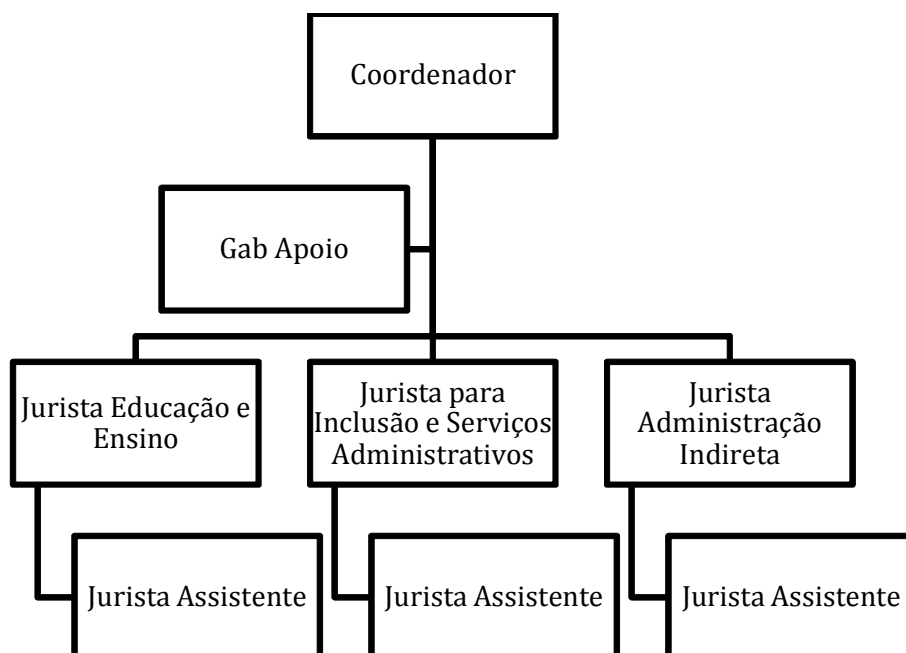 Coordenador
Gab Apoio
Jurista Educação e
Ensino
Jurista para
Inclusão e Serviços
Administrativos
Jurista
Administração
Indireta
Jurista Assistente
Jurista Assistente
Jurista Assistente